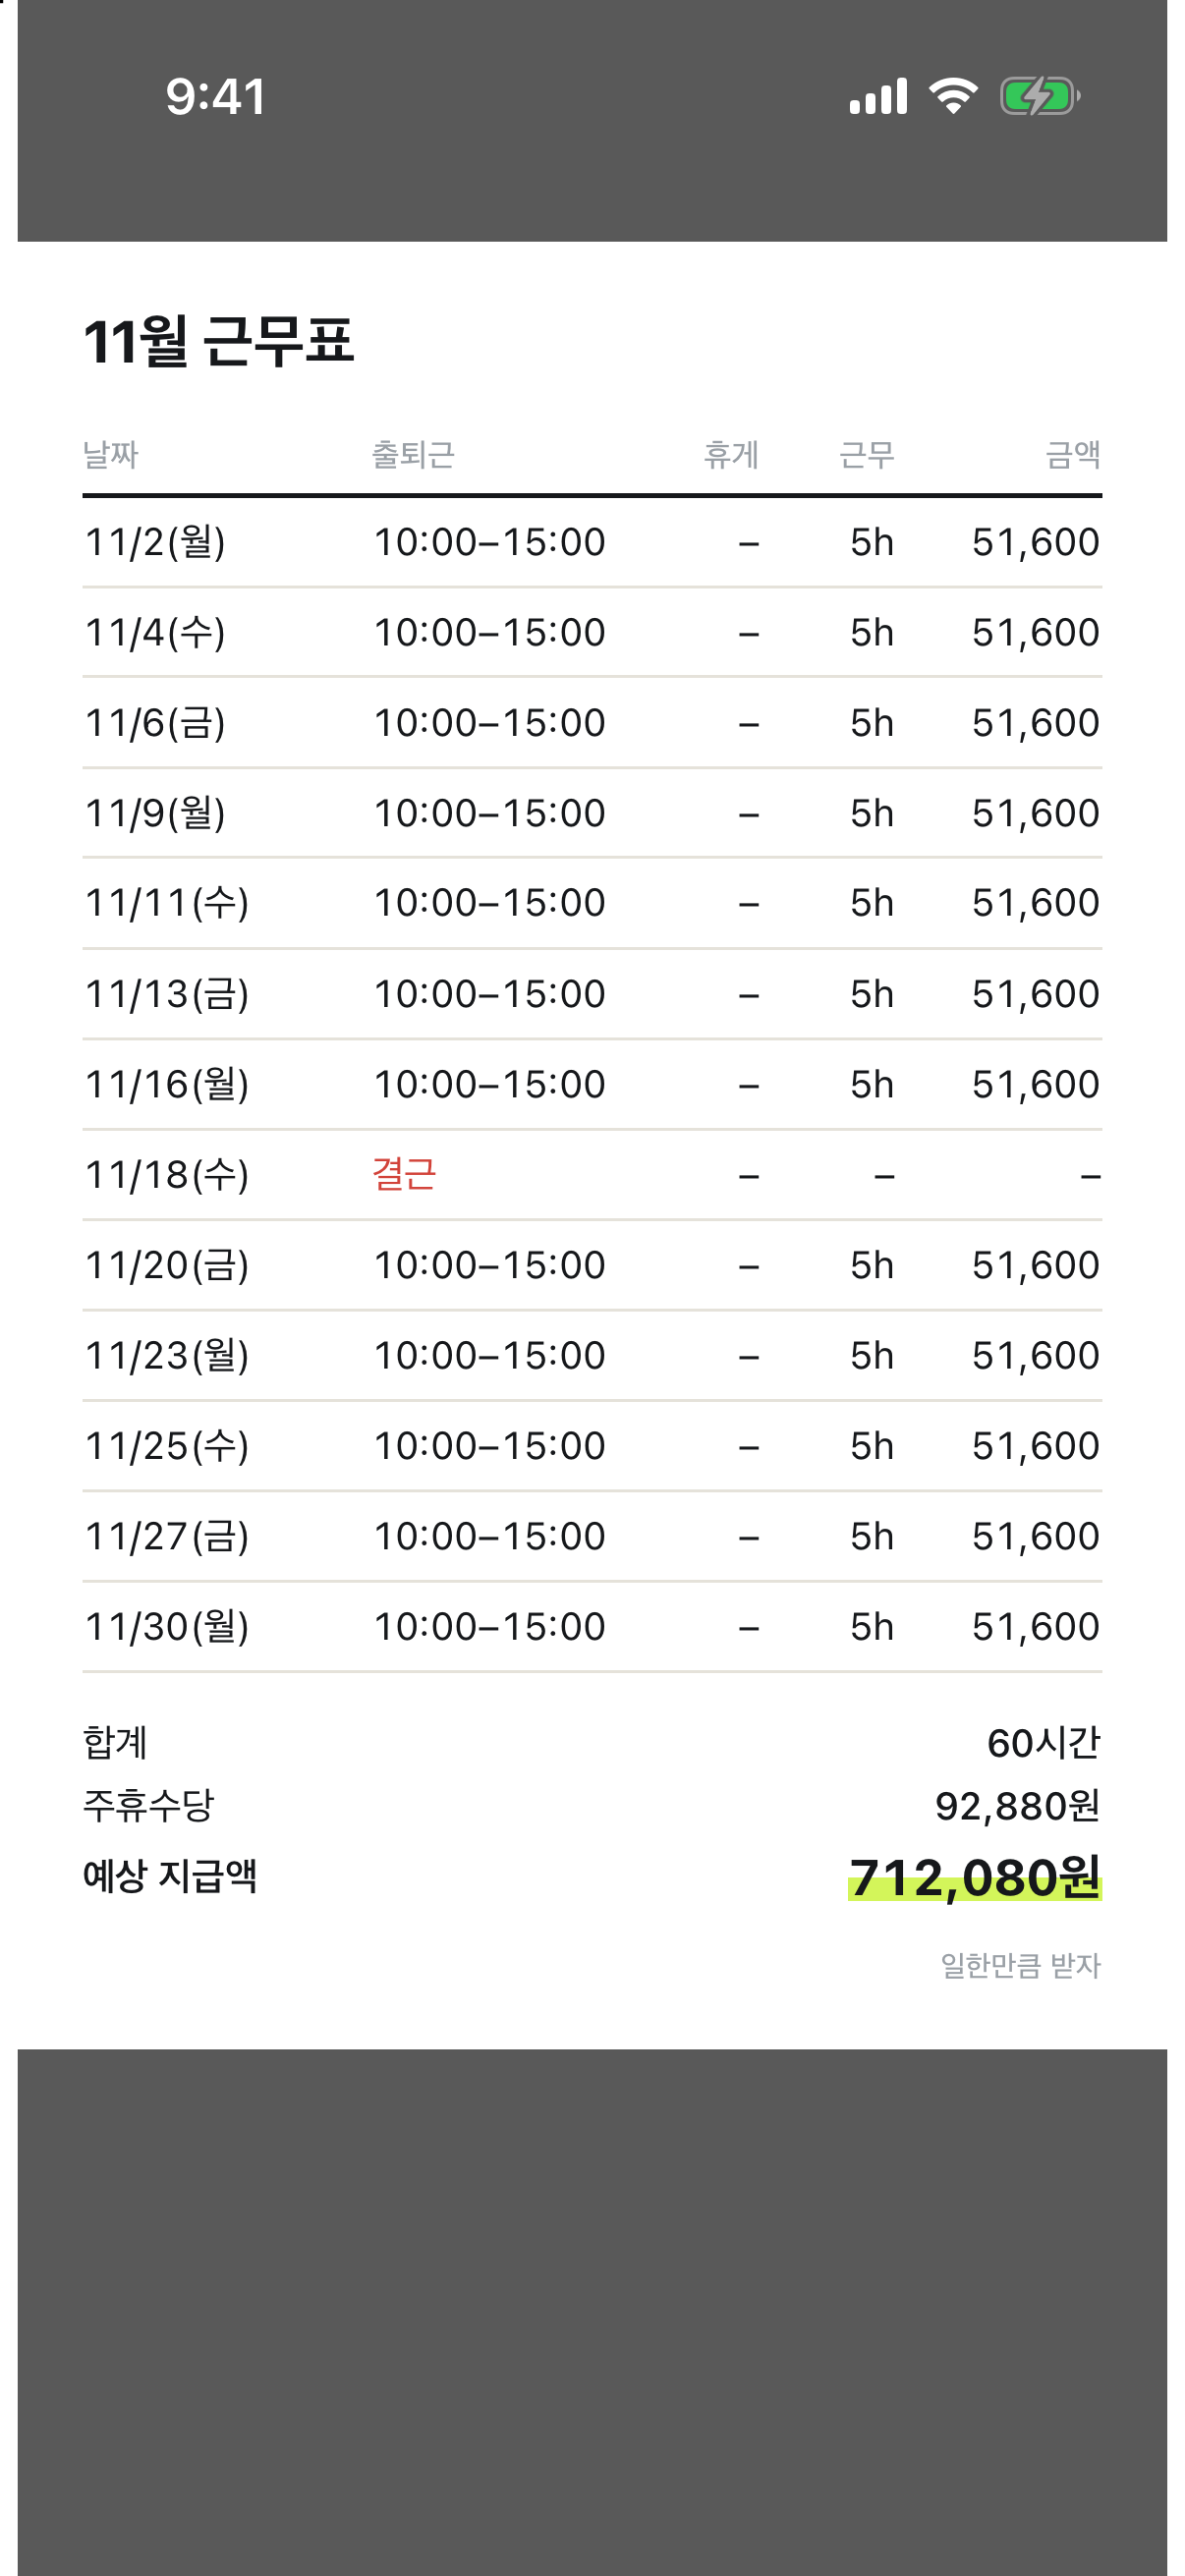 9:41
11월 근무표
날짜 출퇴근 휴게 근무 금액
11/2(월) 10:00–15:00 – 5h 51,600
11/4(수) 10:00–15:00 – 5h 51,600
11/6(금) 10:00–15:00 – 5h 51,600
11/9(월) 10:00–15:00 – 5h 51,600
11/11(수) 10:00–15:00 – 5h 51,600
11/13(금) 10:00–15:00 – 5h 51,600
11/16(월) 10:00–15:00 – 5h 51,600
11/18(수) 결근 – – –
11/20(금) 10:00–15:00 – 5h 51,600
11/23(월) 10:00–15:00 – 5h 51,600
11/25(수) 10:00–15:00 – 5h 51,600
11/27(금) 10:00–15:00 – 5h 51,600
11/30(월) 10:00–15:00 – 5h 51,600
합계 60시간
주휴수당 92,880원
예상 지급액 712,080원
일한만큼 받자